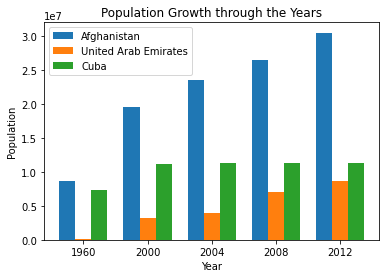 Population Growth through the Years
1e7
Afghanistan
United Arab Emirates
Cuba
3.0
2.5
2.0
1.5
1.0
0.5
0.0
Population
1960
2000
2004
2008
2012
Year